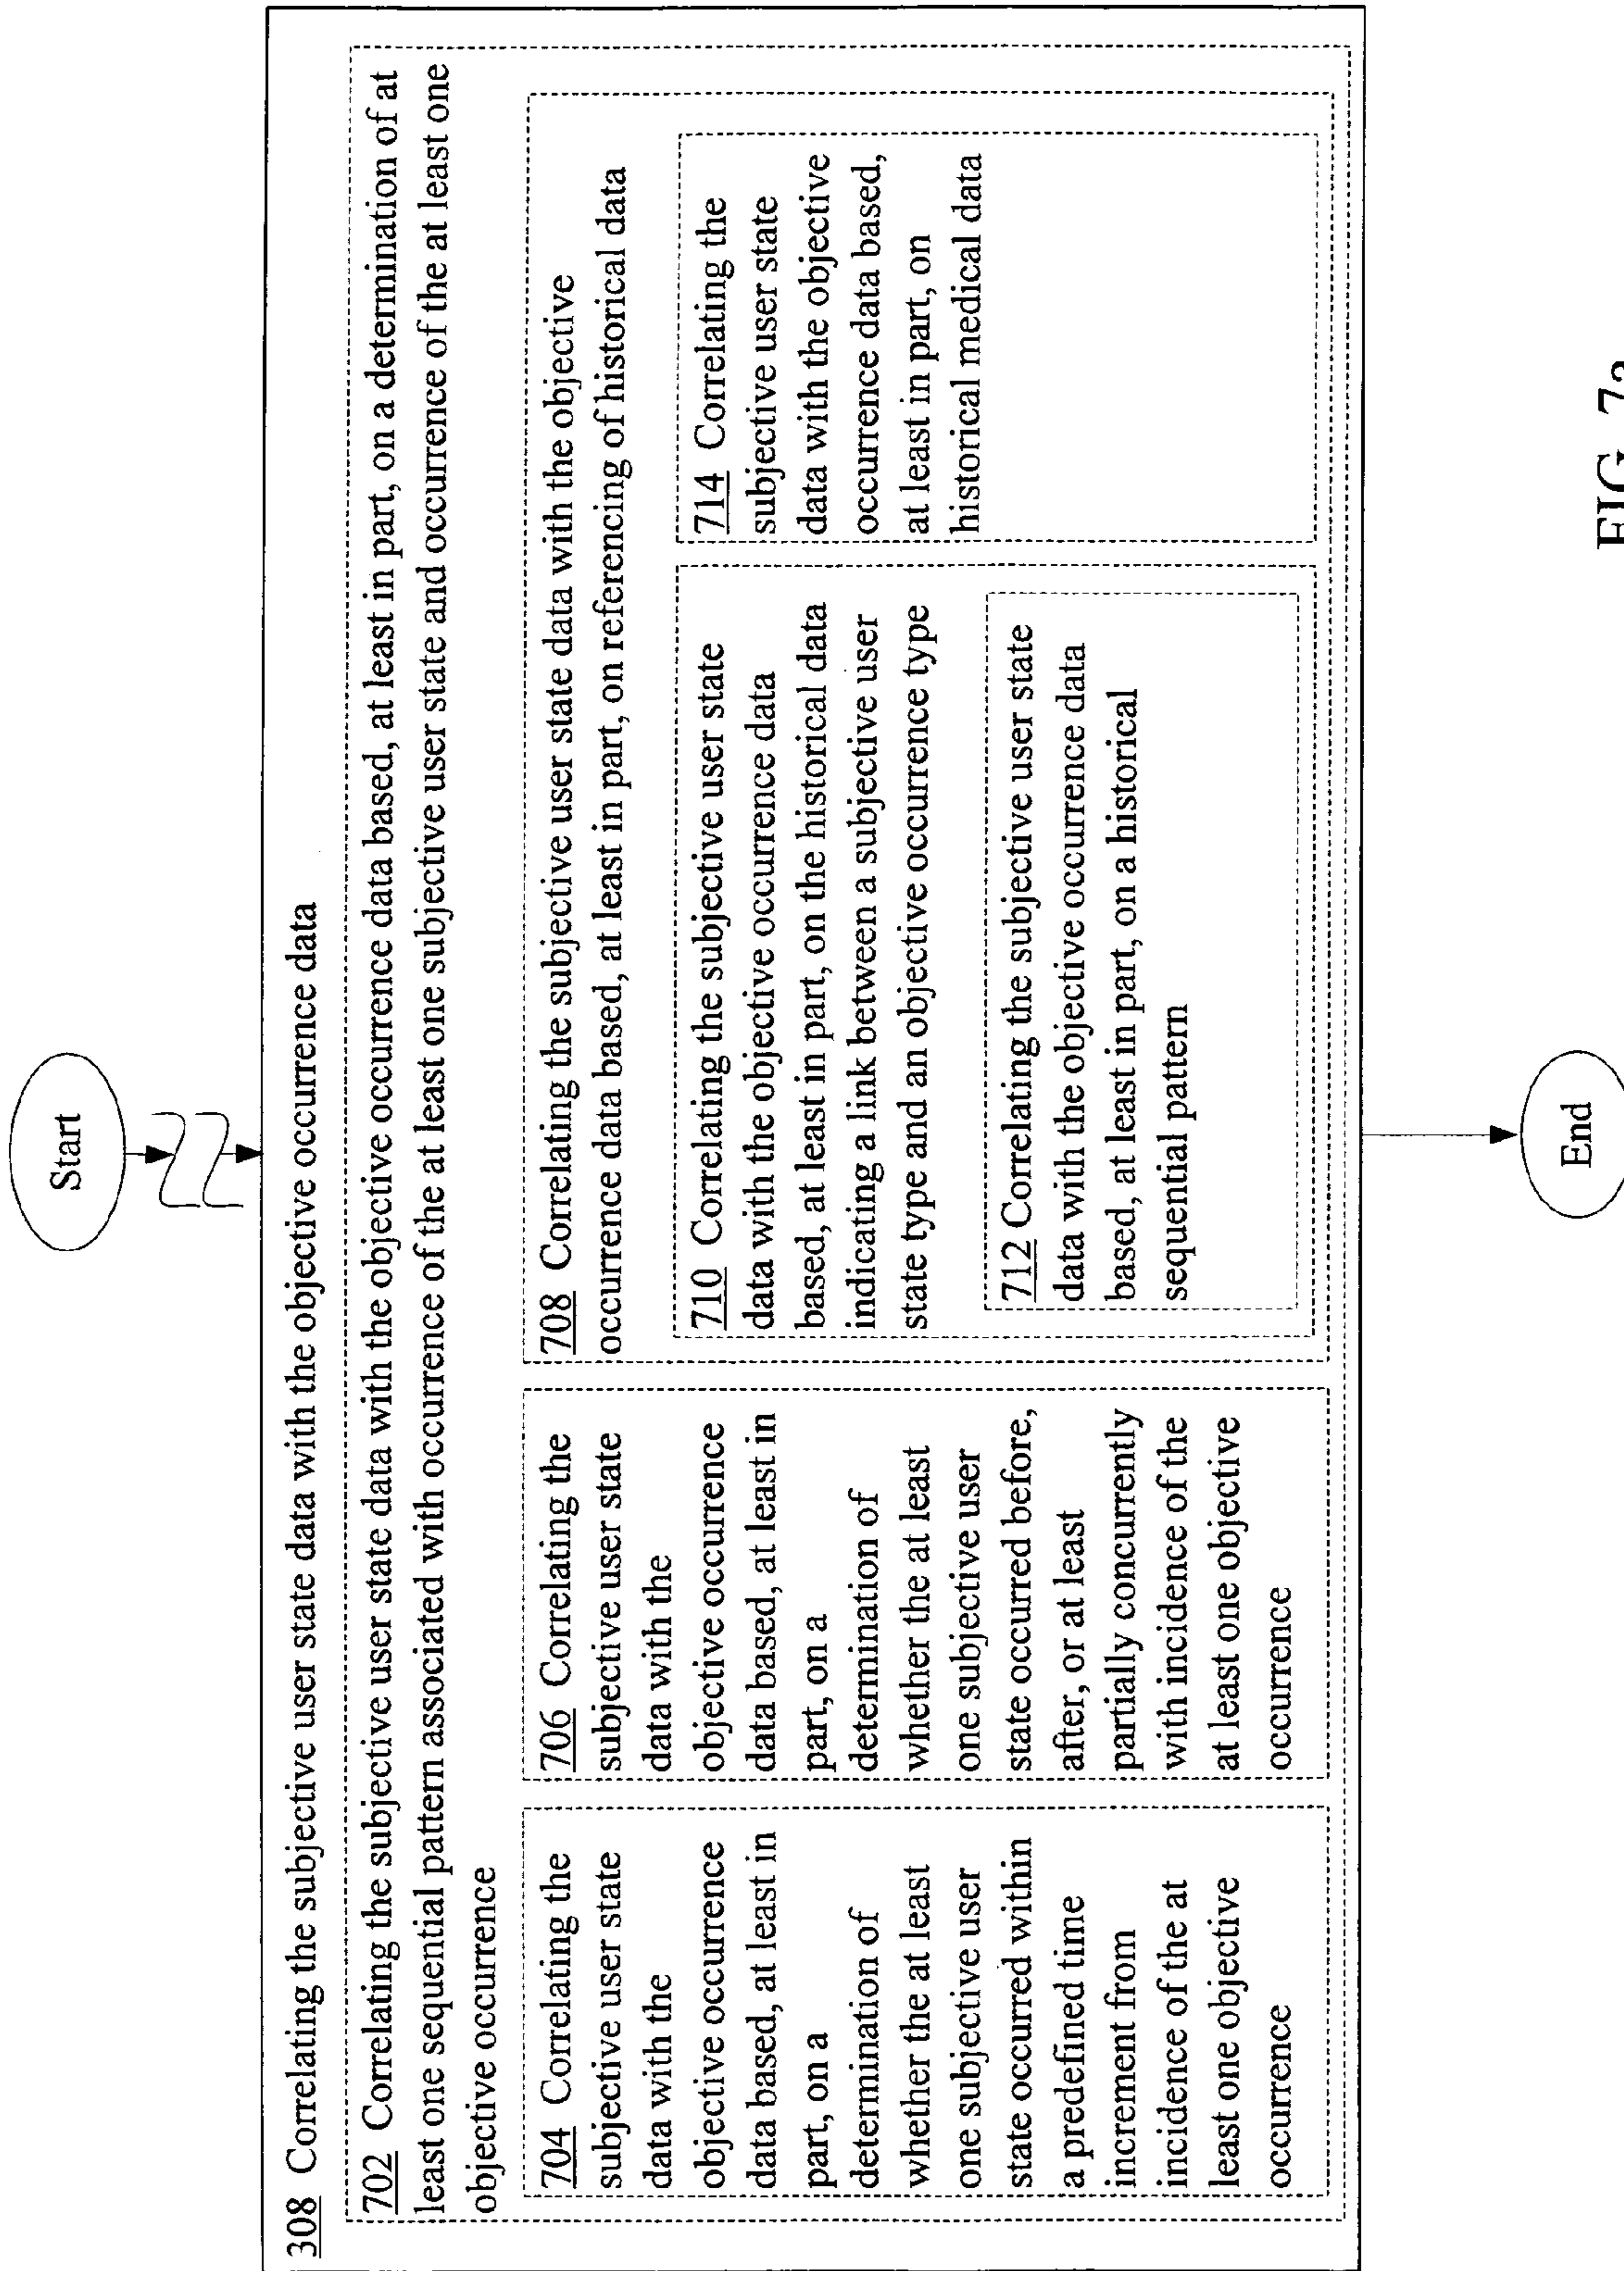 Start
308 Correlating the subjective user state data with the objective occurrence data
702 Correlating the subjective user state data with the objective occurrence data based, at least in part, on a determination of at
least one sequential pattern associated with occurrence of the at least one subjective user state and occurrence of the at least one
objective occurrence
704 Correlating the
subjective user state
data with the
objective occurrence
data based, at least in
part, on a
determination of
whether the at least
one subjective user
state occurred within
a predefined time
increment from
incidence of the at
least one objective
occurrence
706 Correlating the
subjective user state
data with the
objective occurrence
data based, at least in
part, on a
determination of
whether the at least
one subjective user
state occurred before,
after, or at least
partially concurrently
with incidence of the
at least one objective
occurrence
708 Correlating the subjective user state data with the objective
occurrence data based, at least in part, on referencing of historical data
710 Correlating the subjective user state
data with the objective occurrence data
based, at least in part, on the historical data
indicating a link between a subjective user
state type and an objective occurrence type
712 Correlating the subjective user state
data with the objective occurrence data
based, at least in part, on a historical
sequential pattern
714 Correlating the
subjective user state
data with the objective
occurrence data based,
at least in part, on
historical medical data
End
FIG. 7a